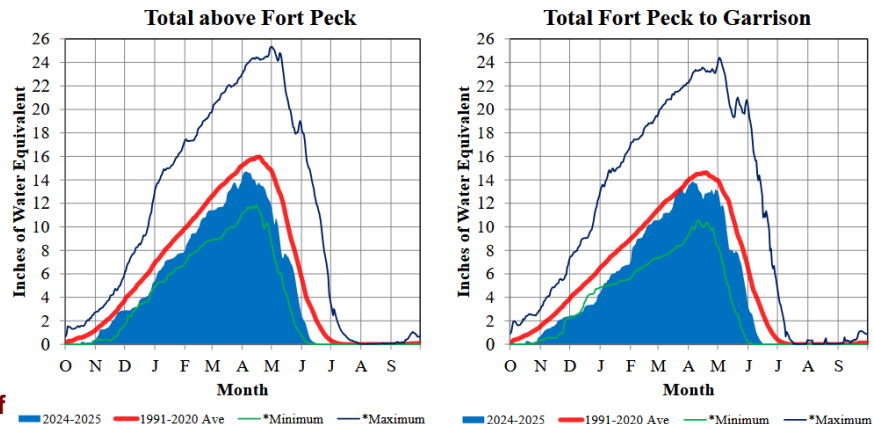 Total above Fort Peck
Inches of Water Equivalent
26
24
22
20
18
16
14
12
10
8
6
4
2
0
O N D J F M A M J J A S
Month
2024-2025 1991-2020 Ave *Minimum *Maximum
Total Fort Peck to Garrison
Inches of Water Equivalent
26
24
22
20
18
16
14
12
10
8
6
4
2
0
O N D J F M A M J J A S
Month
2024-2025 1991-2020 Ave *Minimum *Maximum
f